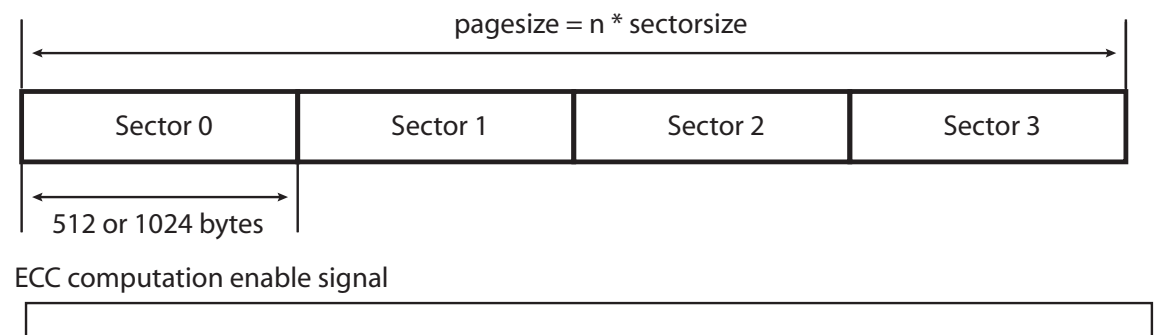 pagesize = n * sectorsize
Sector 0 Sector 1 Sector 2 Sector 3
512 or 1024 bytes
ECC computation enable signal